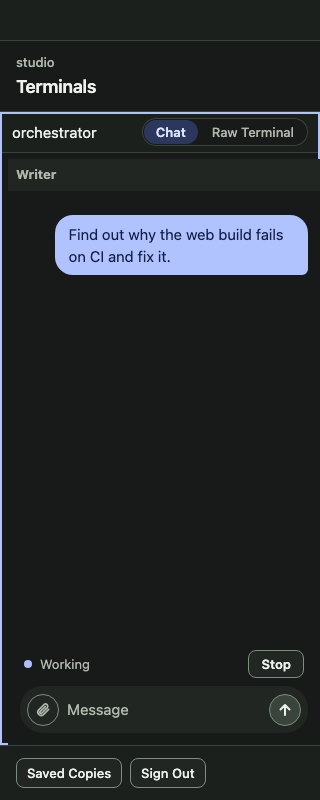 studio
Terminals
orchestrator
Chat
Raw Terminal
Writer
Find out why the web build fails
on CI and fix it.
Working
Stop
Message
Saved Copies
Sign Out